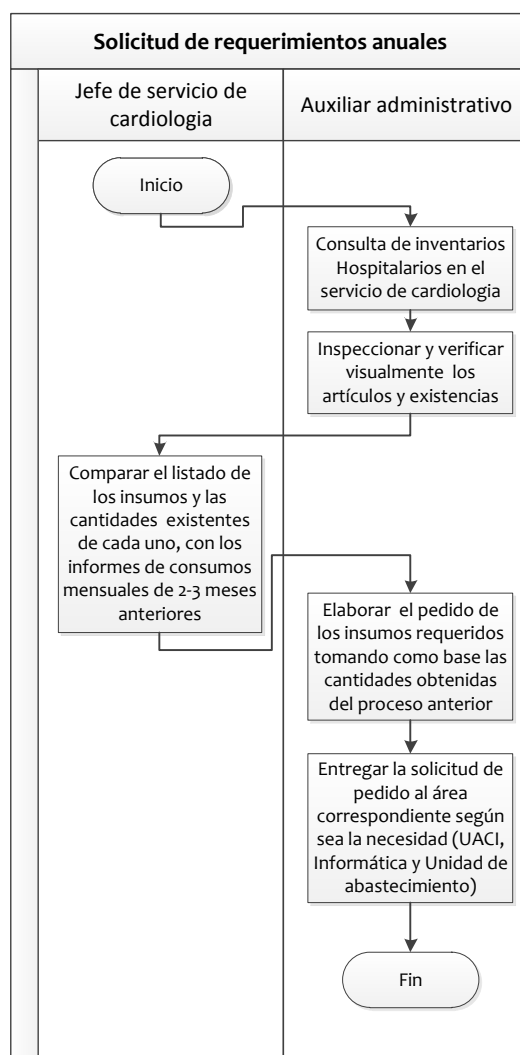 Solicitud de requerimientos anuales
Jefe de servicio de
cardiologia
Auxiliar administrativo
Inicio
Consulta de inventarios
Hospitalarios en el
servicio de cardiologia
Inspeccionar y verificar
visualmente los
artículos y existencias
Comparar el listado de
los insumos y las
cantidades existentes
de cada uno, con los
informes de consumos
mensuales de 2-3 meses
anteriores
Elaborar el pedido de
los insumos requeridos
tomando como base las
cantidades obtenidas
del proceso anterior
Entregar la solicitud de
pedido al área
correspondiente según
sea la necesidad (UACI,
Informática y Unidad de
abastecimiento)
Fin